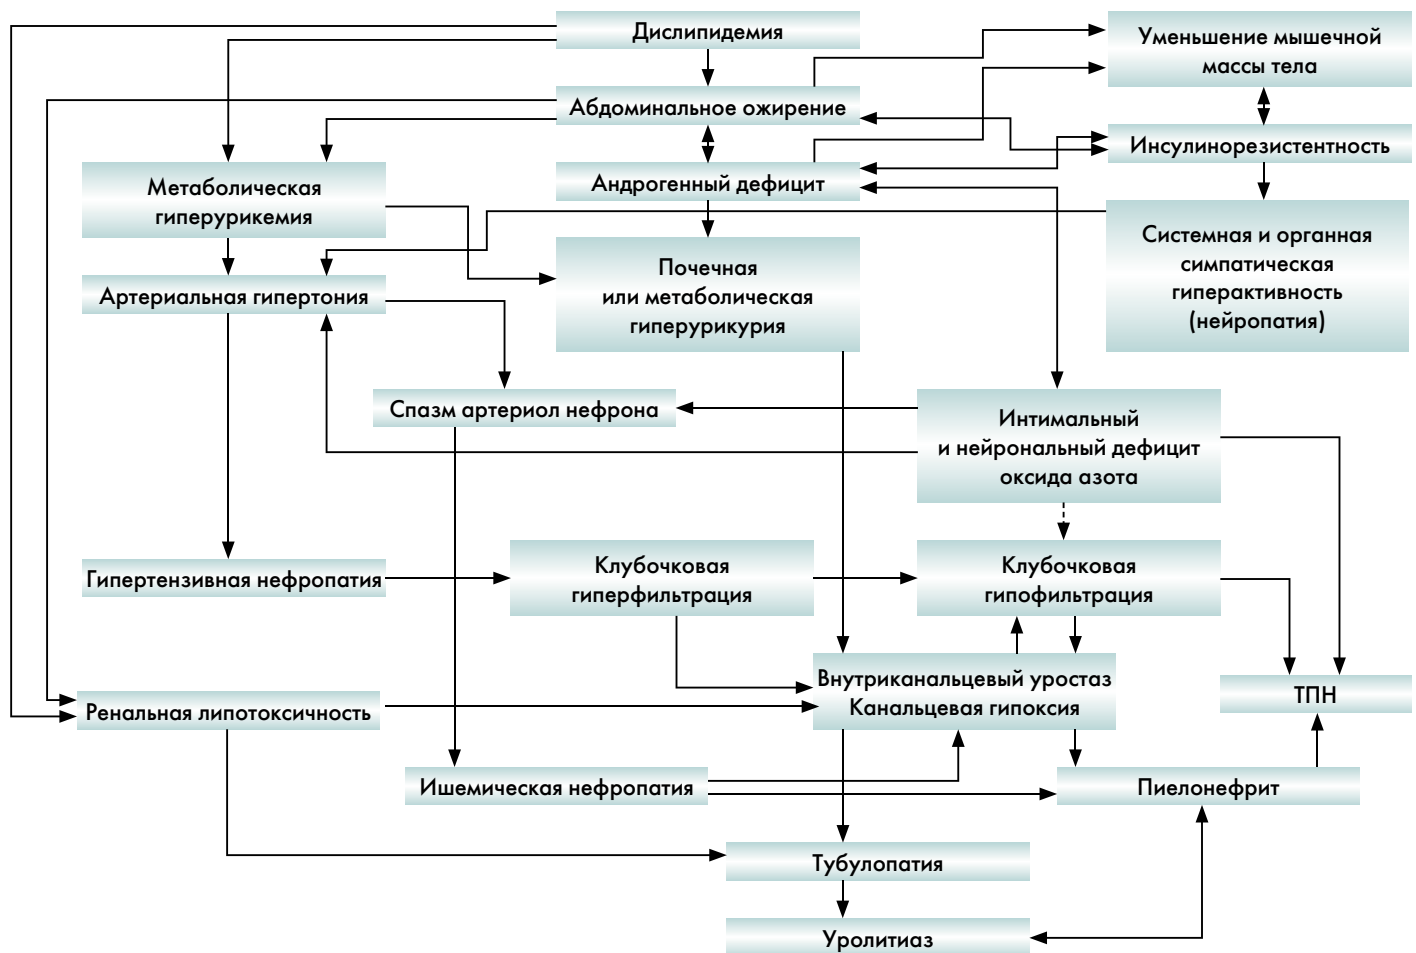 Дислипидемия
Уменьшение мышечной
массы тела
Абдоминальное ожирение
Инсулинорезистентность
Метаболическая
гиперурикемия
Андрогенный дефицит
Системная и органная
симпатическая
гиперактивность
(нейропатия)
Артериальная гипертония
Почечная
или метаболическая
гиперурикурия
Спазм артериол нефрона
Интимальный
и нейрональный дефицит
оксида азота
Гипертензивная нефропатия
Клубочковая
гиперфильтрация
Клубочковая
гипофильтрация
Внутриканальцевый уростаз
Канальцевая гипоксия
ТПН
Ренальная липотоксичность
Ишемическая нефропатия
Пиелонефрит
Тубулопатия
Уролитиаз